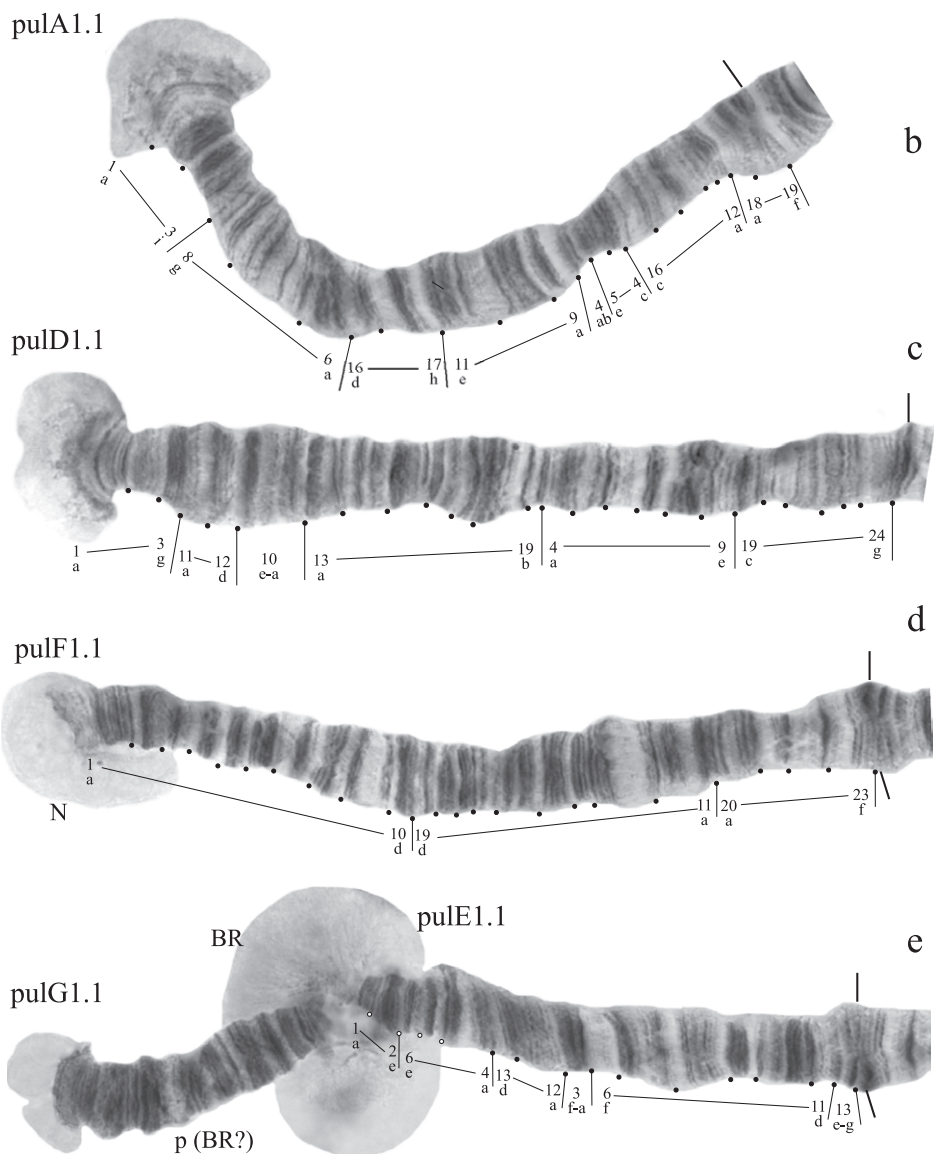 pulA1.1
b
1 a
3 i
8 g
6 a
16 d
17 h
11 e
9 a
4 ab
5 e
4 c
16 c
12 a
18 a
19 f
pulD1.1
c
1 a
3 g
11 a
12 d
10 e-a
13 a
19 b
4 a
9 e
19 c
24 g
pulF1.1
d
1 a
N
10 d
19 d
11 a
20 a
23 f
pulG1.1
BR
pulE1.1
e
1 a
2 e
6 e
4 a
13 d
12 a
3 f-a
6 f
11 d
13 e-g
p (BR?)